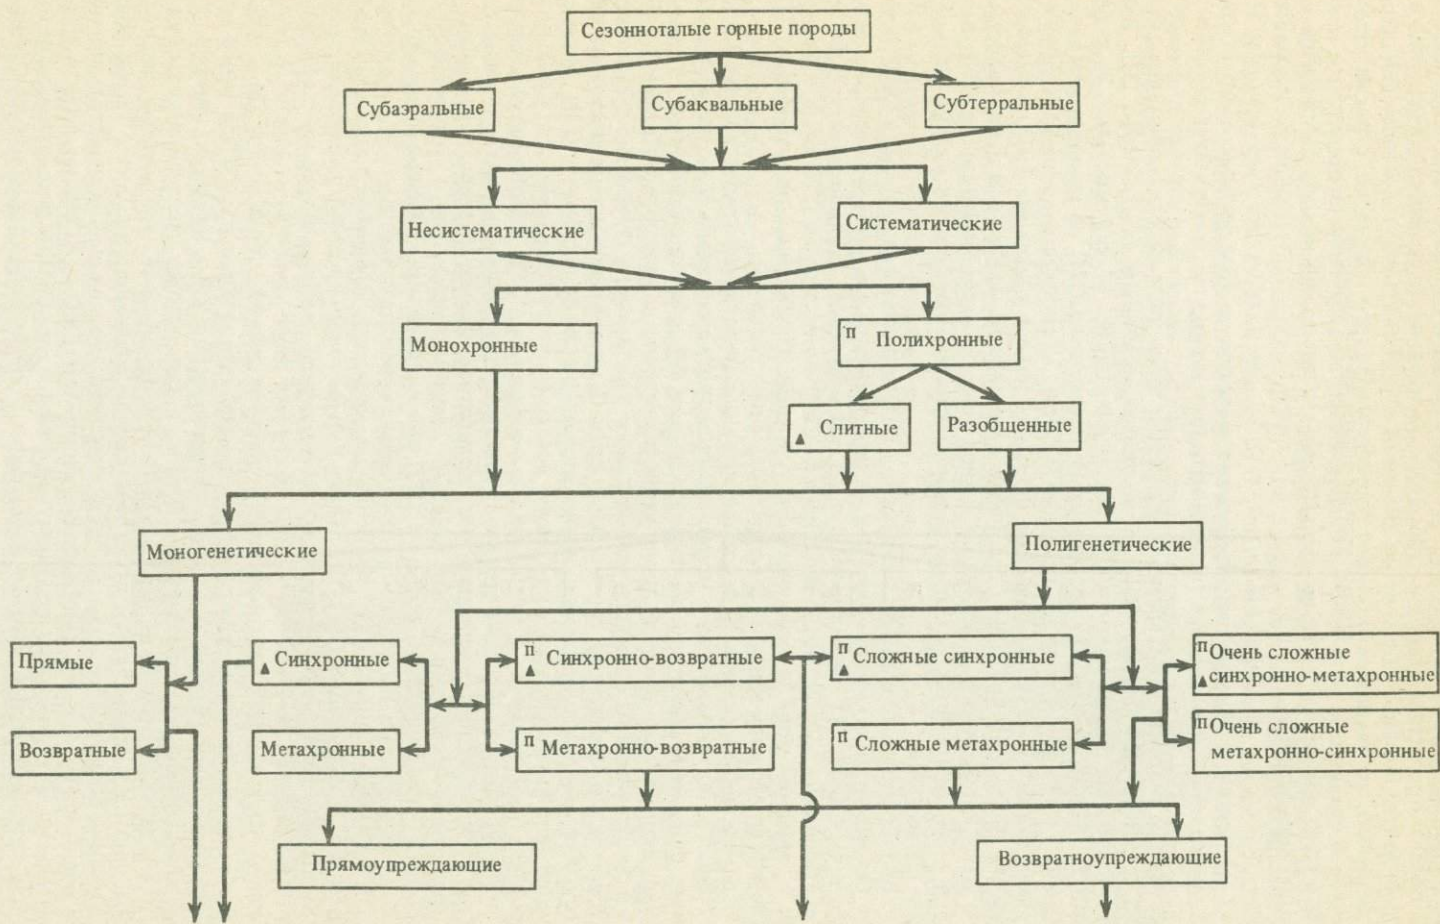 Сезонноталые горные породы
Субаэральные
Субаквальные
Субтерральные
Несистематические
Систематические
Монохронные
П Полихронные
▲ Слитные
Разобщенные
Моногенетические
Полигенетические
Прямые
▲ Синхронные
П ▲ Синхронно-возвратные
П ▲ Сложные синхронные
П Очень сложные
▲ синхронно-метахронные
Возвратные
Метахронные
П Метахронно-возвратные
П Сложные метахронные
П Очень сложные
метахронно-синхронные
Прямоупреждающие
Возвратноупреждающие